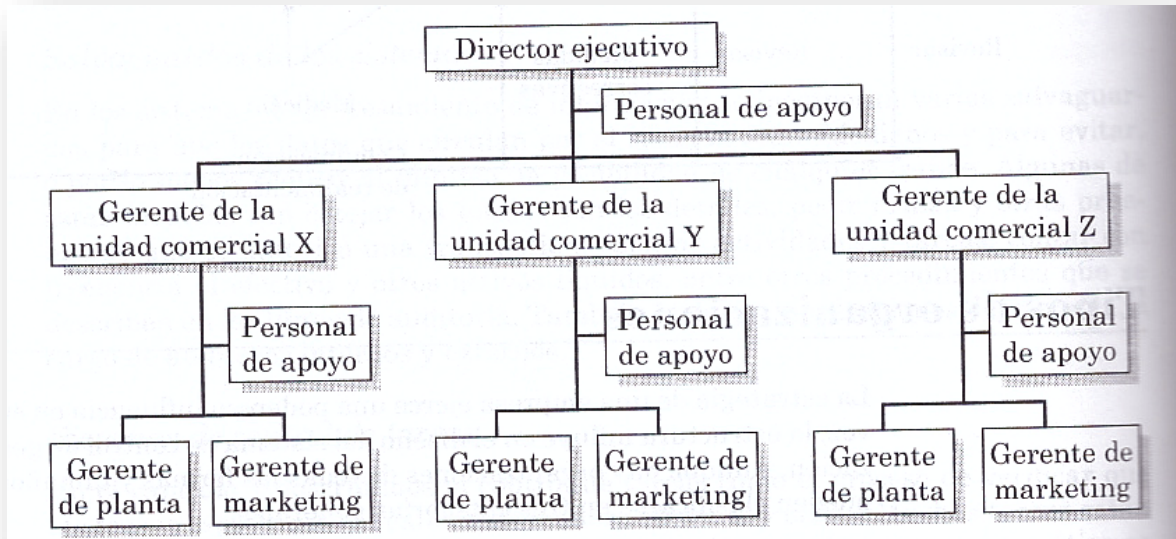 Director ejecutivo
Personal de apoyo
Gerente de la
unidad comercial X
Gerente de la
unidad comercial Y
Gerente de la
unidad comercial Z
Personal
de apoyo
Personal
de apoyo
Personal
de apoyo
Gerente
de planta
Gerente de
marketing
Gerente
de planta
Gerente de
marketing
Gerente
de planta
Gerente de
marketing